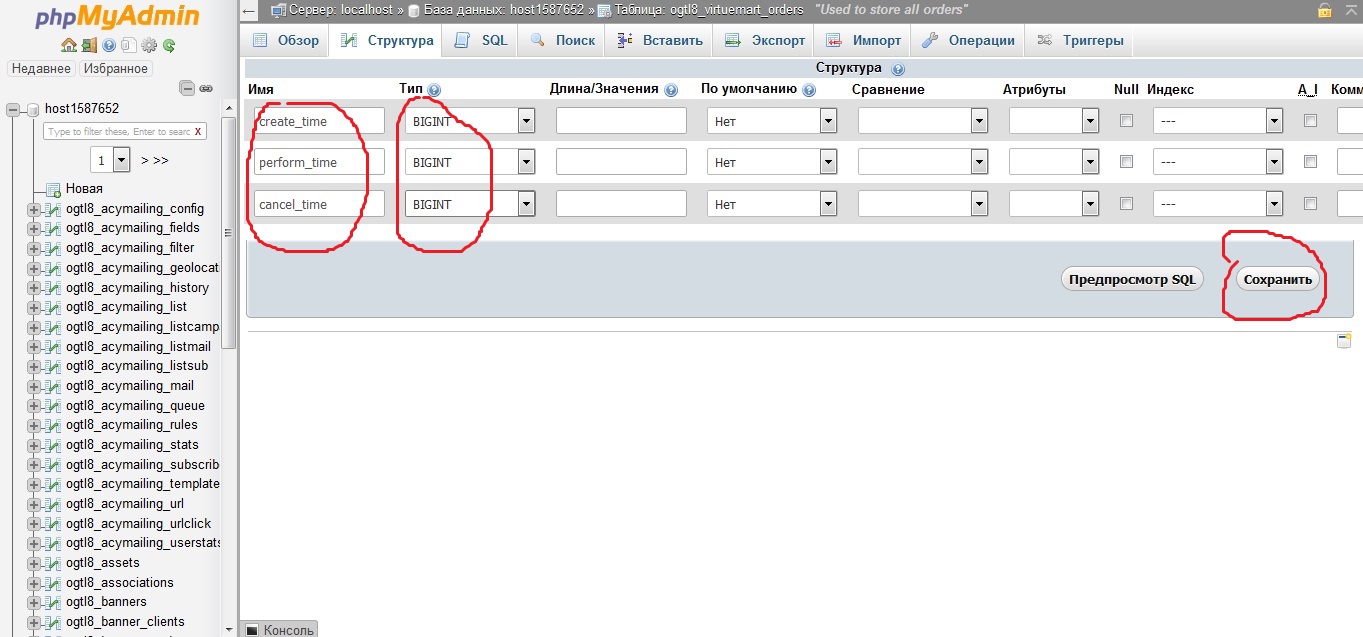 phpMyAdmin
Недавнее Избранное
host1587652
Type to filter these, Enter to searc X
1 > >>
Новая
ogtl8_acymailing_config
ogtl8_acymailing_fields
ogtl8_acymailing_filter
ogtl8_acymailing_geolocati
ogtl8_acymailing_history
ogtl8_acymailing_list
ogtl8_acymailing_listcamp
ogtl8_acymailing_listmail
ogtl8_acymailing_listsub
ogtl8_acymailing_mail
ogtl8_acymailing_queue
ogtl8_acymailing_rules
ogtl8_acymailing_stats
ogtl8_acymailing_subscrib
ogtl8_acymailing_template
ogtl8_acymailing_url
ogtl8_acymailing_urlclick
ogtl8_acymailing_userstats
ogtl8_assets
ogtl8_associations
ogtl8_banners
ogtl8_banner_clients
Сервер: localhost » База данных: host1587652 » Таблица: ogtl8_virtuemart_orders "Used to store all orders"
Обзор Структура SQL Поиск Вставить Экспорт Импорт Операции Триггеры
Структура
Имя Тип Длина/Значения По умолчанию Сравнение Атрибуты Null Индекс A_I Комм
create_time BIGINT Нет ---
perform_time BIGINT Нет ---
cancel_time BIGINT Нет ---
Предпросмотр SQL Сохранить
Консоль